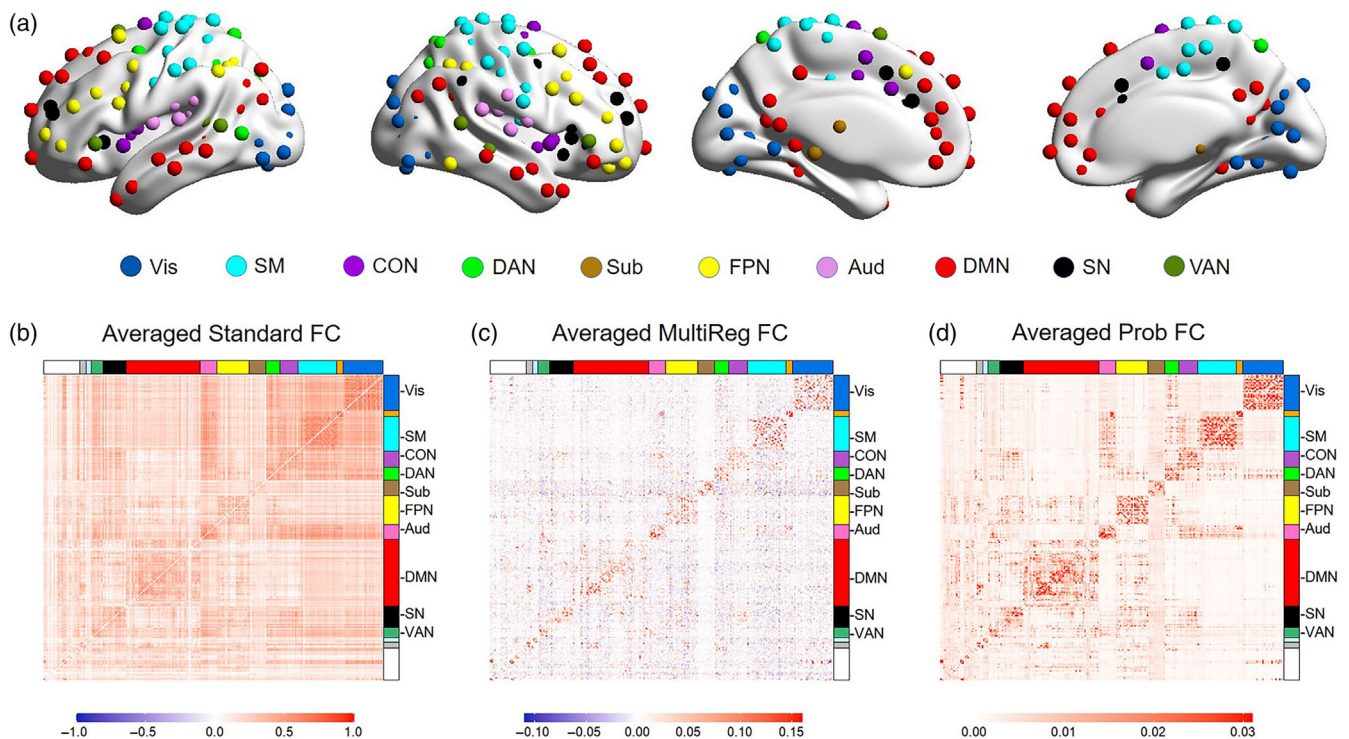 (a)
Vis SM CON DAN Sub FPN Aud DMN SN VAN
(b) Averaged Standard FC
Vis
SM
CON
DAN
Sub
FPN
Aud
DMN
SN
VAN
−1.0 −0.5 0.0 0.5 1.0
(c) Averaged MultiReg FC
Vis
SM
CON
DAN
Sub
FPN
Aud
DMN
SN
VAN
−0.10 −0.05 0.00 0.05 0.10 0.15
(d) Averaged Prob FC
Vis
SM
CON
DAN
Sub
FPN
Aud
DMN
SN
VAN
0.00 0.01 0.02 0.03